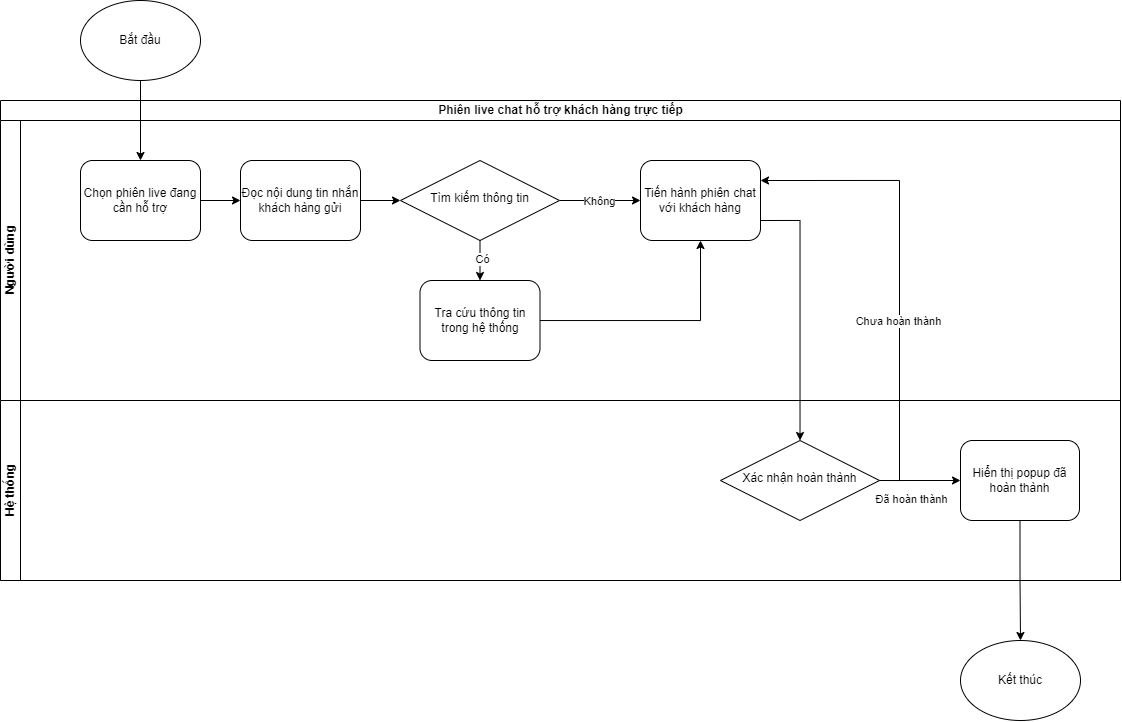 Bắt đầu
Phiên live chat hỗ trợ khách hàng trực tiếp
Người dùng
Chọn phiên live đang
cần hỗ trợ
Đọc nội dung tin nhắn
khách hàng gửi
Tìm kiếm thông tin
Không
Tiến hành phiên chat
với khách hàng
Có
Tra cứu thông tin
trong hệ thống
Chưa hoàn thành
Hệ thống
Xác nhận hoàn thành
Đã hoàn thành
Hiển thị popup đã
hoàn thành
Kết thúc